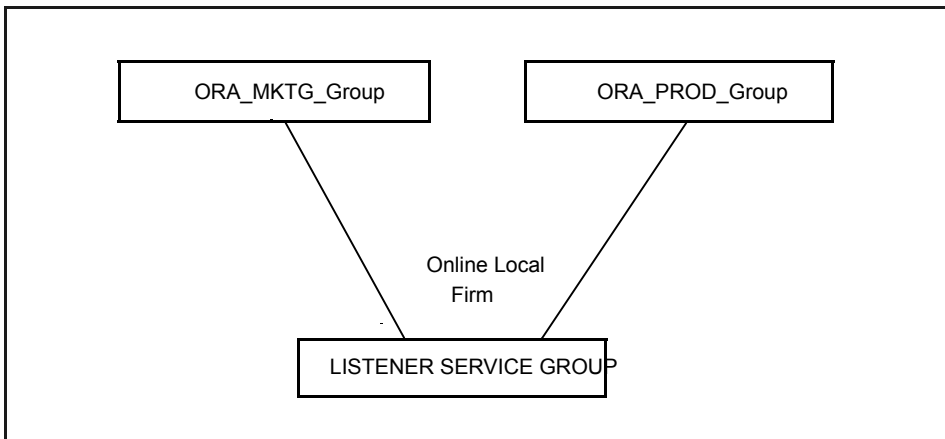 ORA_MKTG_Group
ORA_PROD_Group
Online Local
Firm
LISTENER SERVICE GROUP